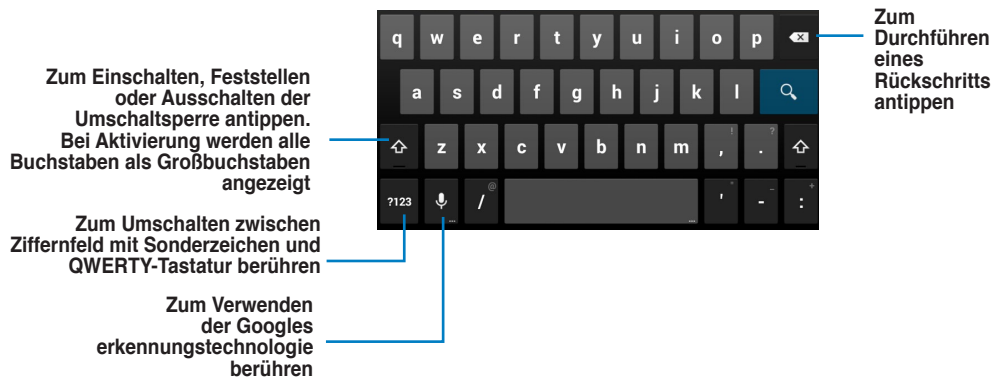 Zum Einschalten, Feststellen
oder Ausschalten der
Umschaltsperre antippen.
Bei Aktivierung werden alle
Buchstaben als Großbuchstaben
angezeigt
Zum Umschalten zwischen
Ziffernfeld mit Sonderzeichen und
QWERTY-Tastatur berühren
Zum Verwenden
der Googles
erkennungstechnologie
berühren
q w e r t y u i o p
a s d f g h j k l
z x c v b n m , ! . ?
?123 / @ ... ' " - _ : +
Zum
Durchführen
eines
Rückschritts
antippen